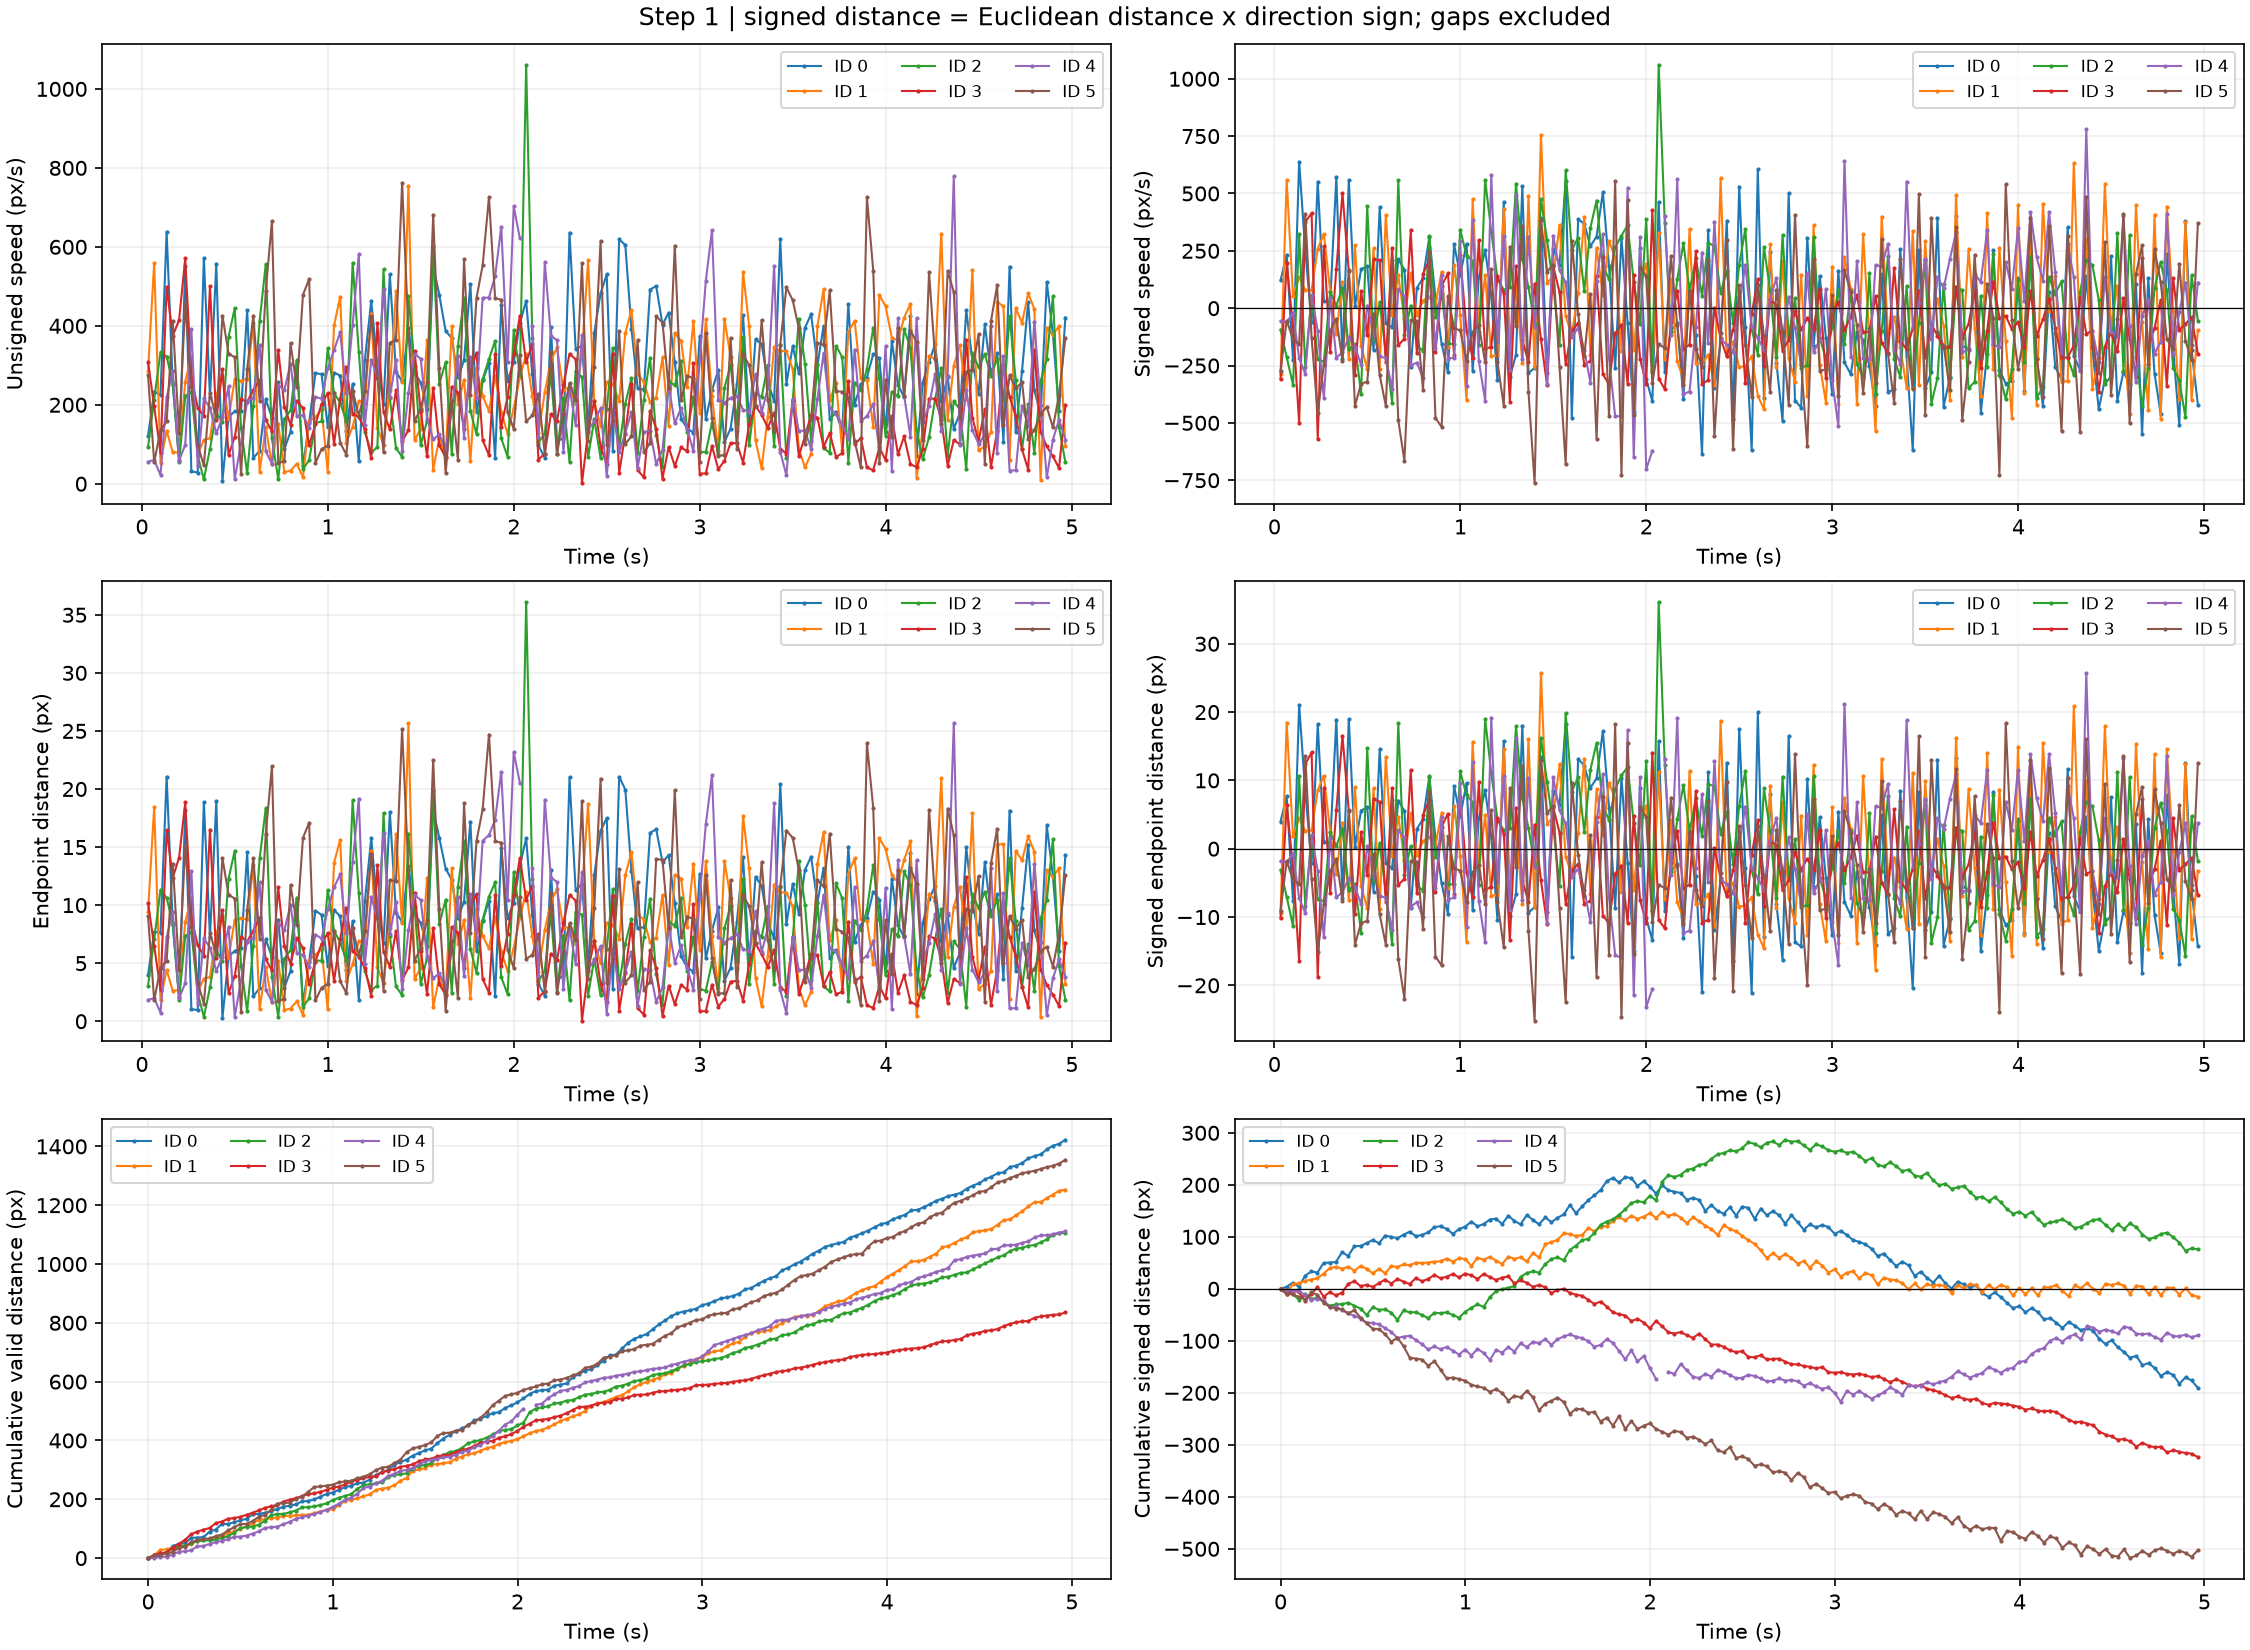 Step 1 | signed distance = Euclidean distance x direction sign; gaps excluded
Unsigned speed (px/s)
1000
800
600
400
200
0
ID 0 ID 2 ID 4
ID 1 ID 3 ID 5
0 1 2 3 4 5
Time (s)
Signed speed (px/s)
1000
750
500
250
0
−250
−500
−750
ID 0 ID 2 ID 4
ID 1 ID 3 ID 5
0 1 2 3 4 5
Time (s)
Endpoint distance (px)
35
30
25
20
15
10
5
0
ID 0 ID 2 ID 4
ID 1 ID 3 ID 5
0 1 2 3 4 5
Time (s)
Signed endpoint distance (px)
30
20
10
0
−10
−20
ID 0 ID 2 ID 4
ID 1 ID 3 ID 5
0 1 2 3 4 5
Time (s)
Cumulative valid distance (px)
1400
1200
1000
800
600
400
200
0
ID 0 ID 2 ID 4
ID 1 ID 3 ID 5
0 1 2 3 4 5
Time (s)
Cumulative signed distance (px)
300
200
100
0
−100
−200
−300
−400
−500
ID 0 ID 2 ID 4
ID 1 ID 3 ID 5
0 1 2 3 4 5
Time (s)